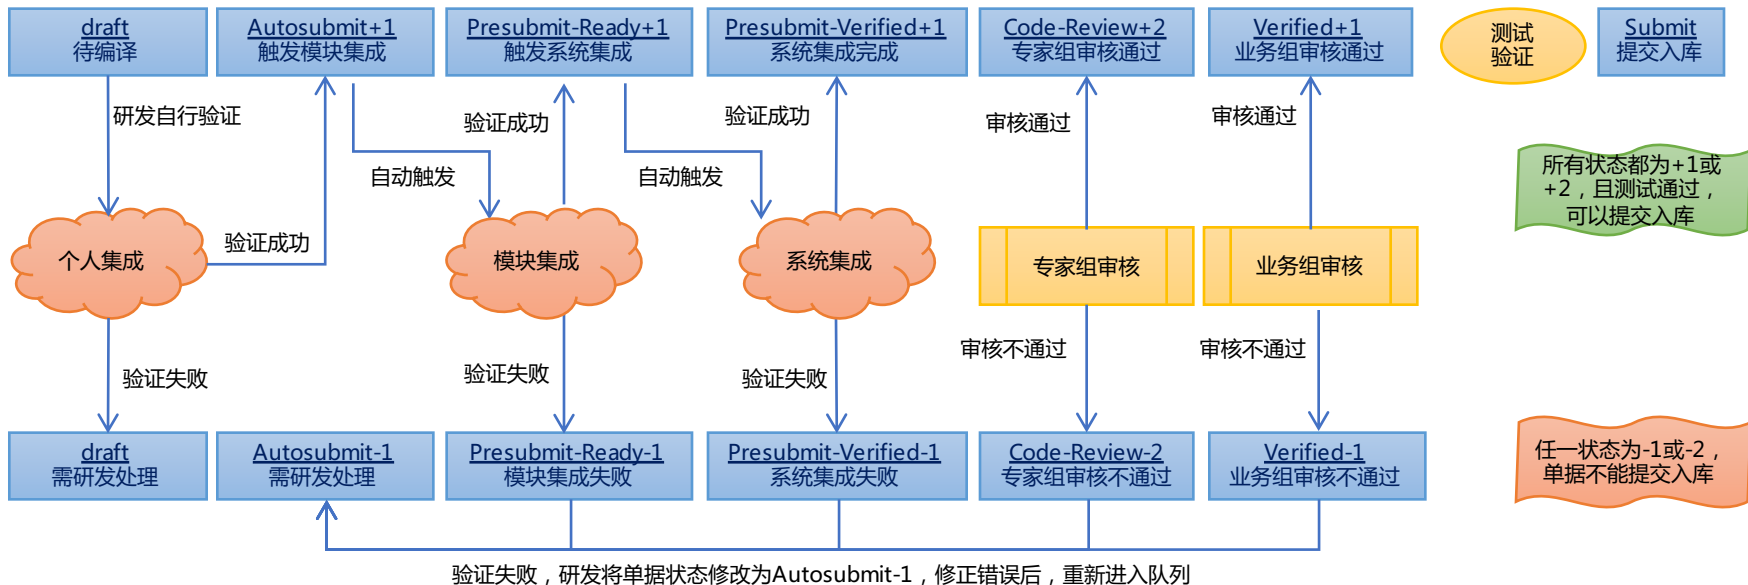 draft
待编译
Autosubmit+1
触发模块集成
Presubmit-Ready+1
触发系统集成
Presubmit-Verified+1
系统集成完成
Code-Review+2
专家组审核通过
Verified+1
业务组审核通过
测试
验证
Submit
提交入库
研发自行验证
验证成功
验证成功
审核通过
审核通过
自动触发
自动触发
所有状态都为+1或
+2，且测试通过，
可以提交入库
验证成功
个人集成
模块集成
系统集成
专家组审核
业务组审核
验证失败
验证失败
验证失败
审核不通过
审核不通过
draft
需研发处理
Autosubmit-1
需研发处理
Presubmit-Ready-1
模块集成失败
Presubmit-Verified-1
系统集成失败
Code-Review-2
专家组审核不通过
Verified-1
业务组审核不通过
任一状态为-1或-2，
单据不能提交入库
验证失败，研发将单据状态修改为Autosubmit-1，修正错误后，重新进入队列